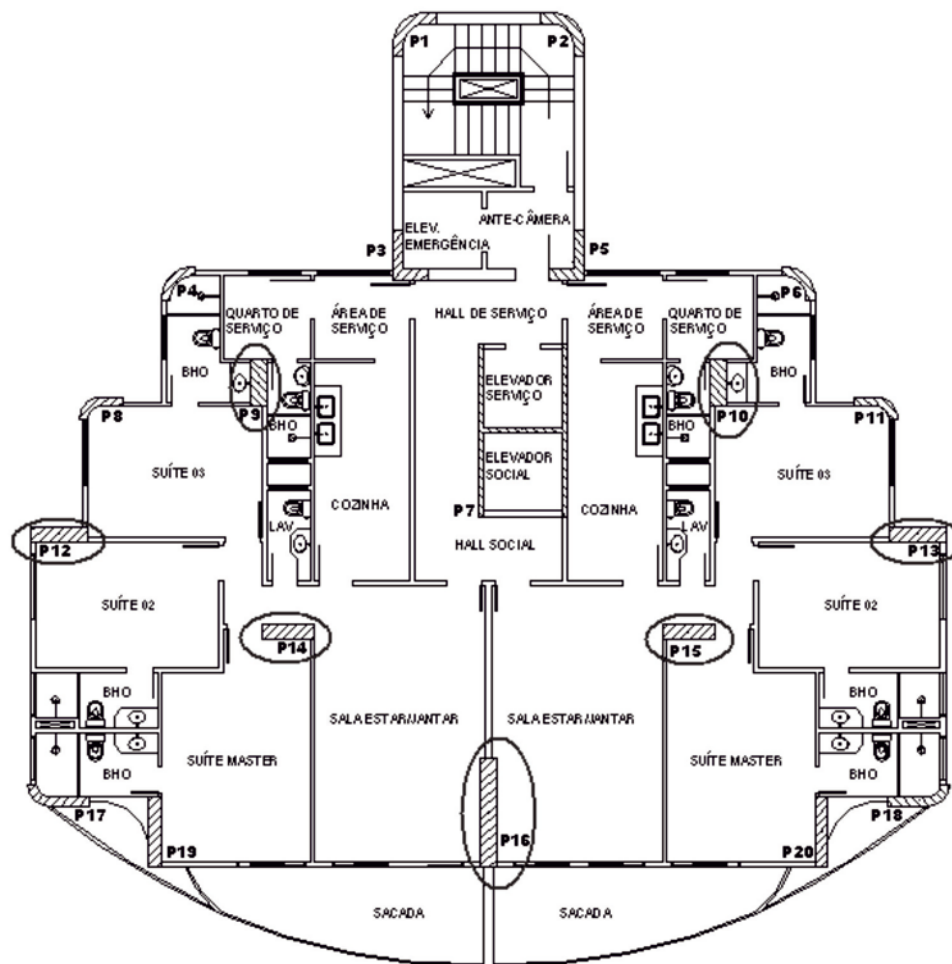 P1
P2
ANTE-CÂMERA
ELEV.
EMERGÊNCIA
P3
P5
P4
P6
QUARTO DE
SERVIÇO
ÁREA DE
SERVIÇO
HALL DE SERVIÇO
ÁREA DE
SERVIÇO
QUARTO DE
SERVIÇO
BHO
BHO
ELEVADOR
SERVIÇO
P8
P9
P10
P11
BHO
BHO
ELEVADOR
SOCIAL
SUÍTE 03
SUÍTE 03
COZINHA
COZINHA
P7
LAV
LAV
HALL SOCIAL
P12
P13
SUÍTE 02
SUÍTE 02
P14
P15
BHO
BHO
SALA ESTAR/JANTAR
SALA ESTAR/JANTAR
SUÍTE MASTER
SUÍTE MASTER
BHO
BHO
P17
P18
P16
P19
P20
SACADA
SACADA